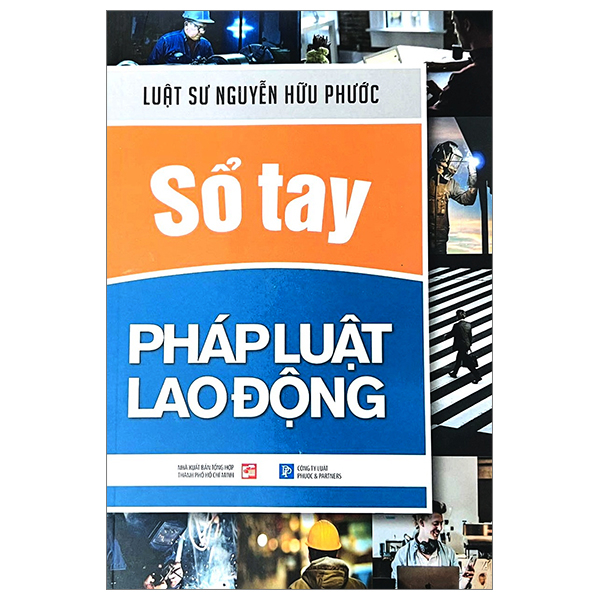 LUẬT SƯ NGUYỄN HỮU PHƯỚC
Sổ tay
PHÁP LUẬT
LAO ĐỘNG
NHÀ XUẤT BẢN TỔNG HỢP
THÀNH PHỐ HỒ CHÍ MINH
CÔNG TY LUẬT
PHUOC & PARTNERS